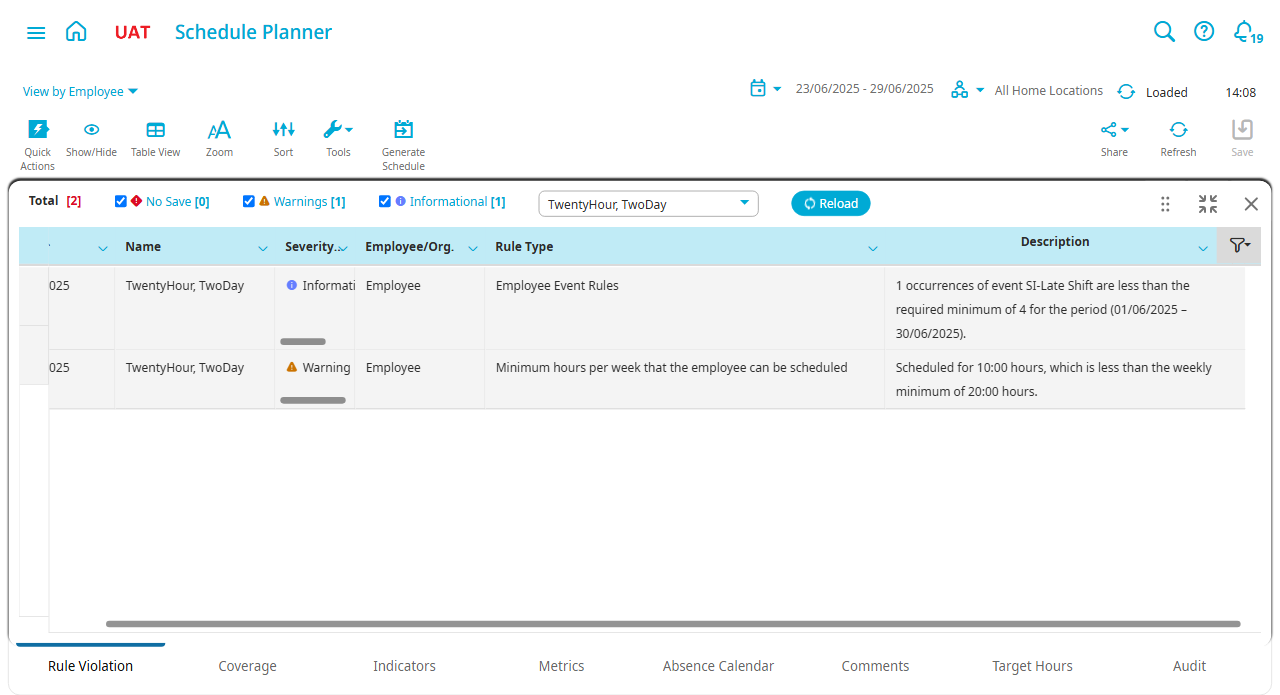 UAT
Schedule Planner
19
View by Employee
23/06/2025 - 29/06/2025
All Home Locations
Loaded
14:08
Quick Actions
Show/Hide
Table View
Zoom
Sort
Tools
Generate Schedule
Share
Refresh
Save
Total [2]
No Save [0]
Warnings [1]
Informational [1]
TwentyHour, TwoDay
Reload
Name
Severity...
Employee/Org.
Rule Type
Description
025
TwentyHour, TwoDay
Informati
Employee
Employee Event Rules
1 occurrences of event SI-Late Shift are less than the
required minimum of 4 for the period (01/06/2025 –
30/06/2025).
025
TwentyHour, TwoDay
Warning
Employee
Minimum hours per week that the employee can be scheduled
Scheduled for 10:00 hours, which is less than the weekly
minimum of 20:00 hours.
Rule Violation
Coverage
Indicators
Metrics
Absence Calendar
Comments
Target Hours
Audit